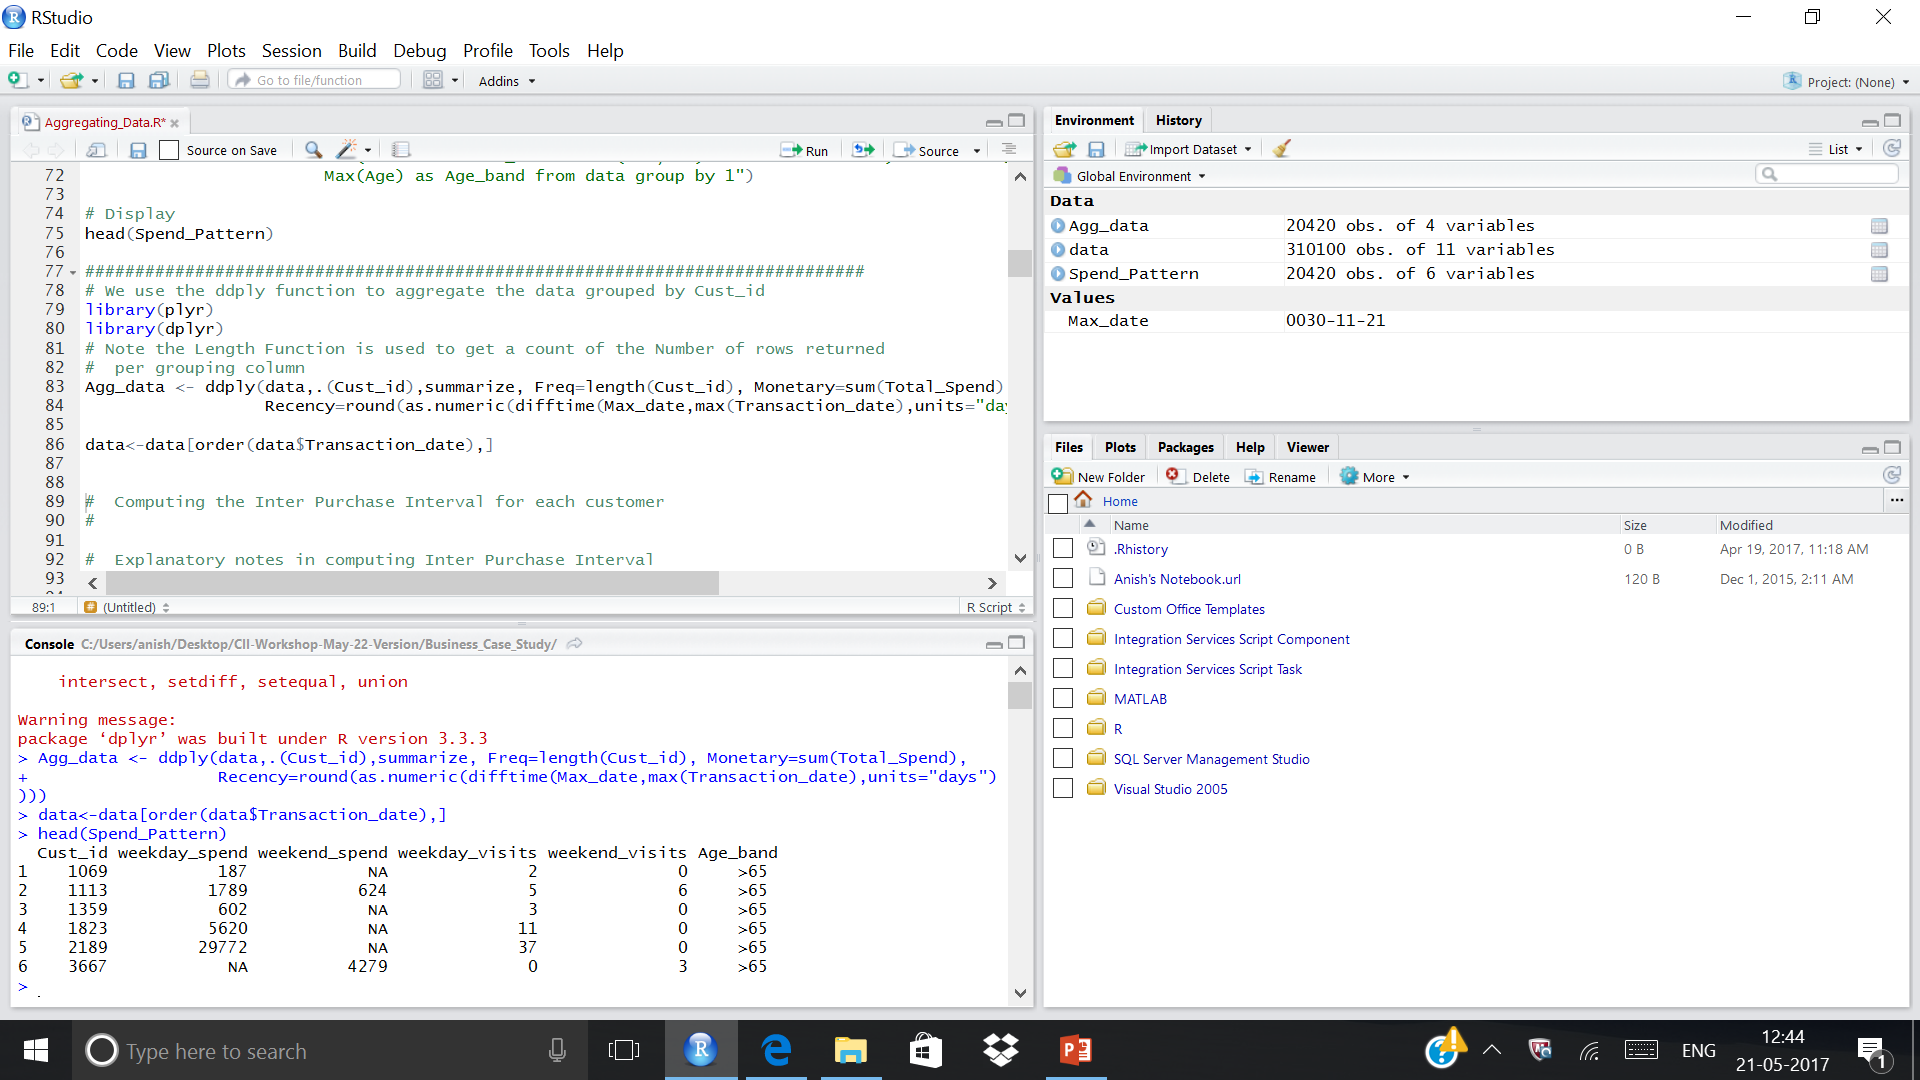 RStudio
File Edit Code View Plots Session Build Debug Profile Tools Help
Go to file/function Addins Project: (None)
Aggregating_Data.R*
Source on Save Run Source
72 Max(Age) as Age_band from data group by 1")
73
74 # Display
75 head(Spend_Pattern)
76
77 ##############################################################################
78 # We use the ddply function to aggregate the data grouped by Cust_id
79 library(plyr)
80 library(dplyr)
81 # Note the Length Function is used to get a count of the Number of rows returned
82 #  per grouping column
83 Agg_data <- ddply(data,.(Cust_id),summarize, Freq=length(Cust_id), Monetary=sum(Total_Spend)
84 Recency=round(as.numeric(difftime(Max_date,max(Transaction_date),units="day
85
86 data<-data[order(data$Transaction_date),]
87
88
89 #  Computing the Inter Purchase Interval for each customer
90 #
91
92 #  Explanatory notes in computing Inter Purchase Interval
93
89:1 # (Untitled) R Script
Console C:/Users/anish/Desktop/CII-Workshop-May-22-Version/Business_Case_Study/
intersect, setdiff, setequal, union
Warning message:
package ‘dplyr’ was built under R version 3.3.3
> Agg_data <- ddply(data,.(Cust_id),summarize, Freq=length(Cust_id), Monetary=sum(Total_Spend),
+ Recency=round(as.numeric(difftime(Max_date,max(Transaction_date),units="days")
)))
> data<-data[order(data$Transaction_date),]
> head(Spend_Pattern)
Cust_id weekday_spend weekend_spend weekday_visits weekend_visits Age_band
1 1069 187 NA 2 0 >65
2 1113 1789 624 5 6 >65
3 1359 602 NA 3 0 >65
4 1823 5620 NA 11 0 >65
5 2189 29772 NA 37 0 >65
6 3667 NA 4279 0 3 >65
>
Environment History
Import Dataset List
Global Environment
Data
Agg_data 20420 obs. of 4 variables
data 310100 obs. of 11 variables
Spend_Pattern 20420 obs. of 6 variables
Values
Max_date 0030-11-21
Files Plots Packages Help Viewer
New Folder Delete Rename More
Home ...
Name Size Modified
.Rhistory 0 B Apr 19, 2017, 11:18 AM
Anish's Notebook.url 120 B Dec 1, 2015, 2:11 AM
Custom Office Templates
Integration Services Script Component
Integration Services Script Task
MATLAB
R
SQL Server Management Studio
Visual Studio 2005
Type here to search
ENG
12:44
21-05-2017
1